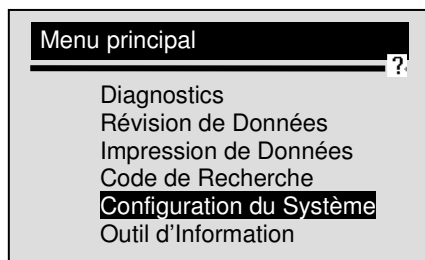 Menu principal
?
Diagnostics
Révision de Données
Impression de Données
Code de Recherche
Configuration du Système
Outil d'Information